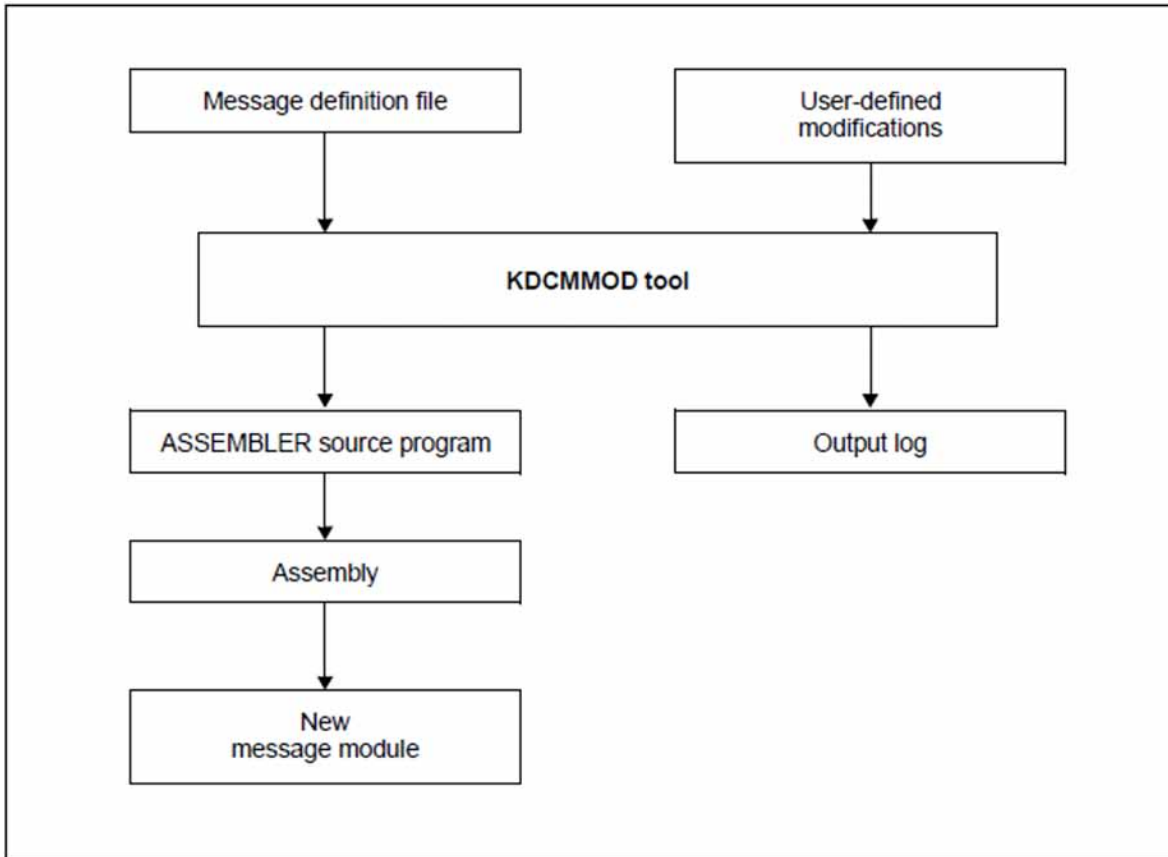 Message definition file
User-defined
modifications
KDCMMOD tool
ASSEMBLER source program
Output log
Assembly
New
message module